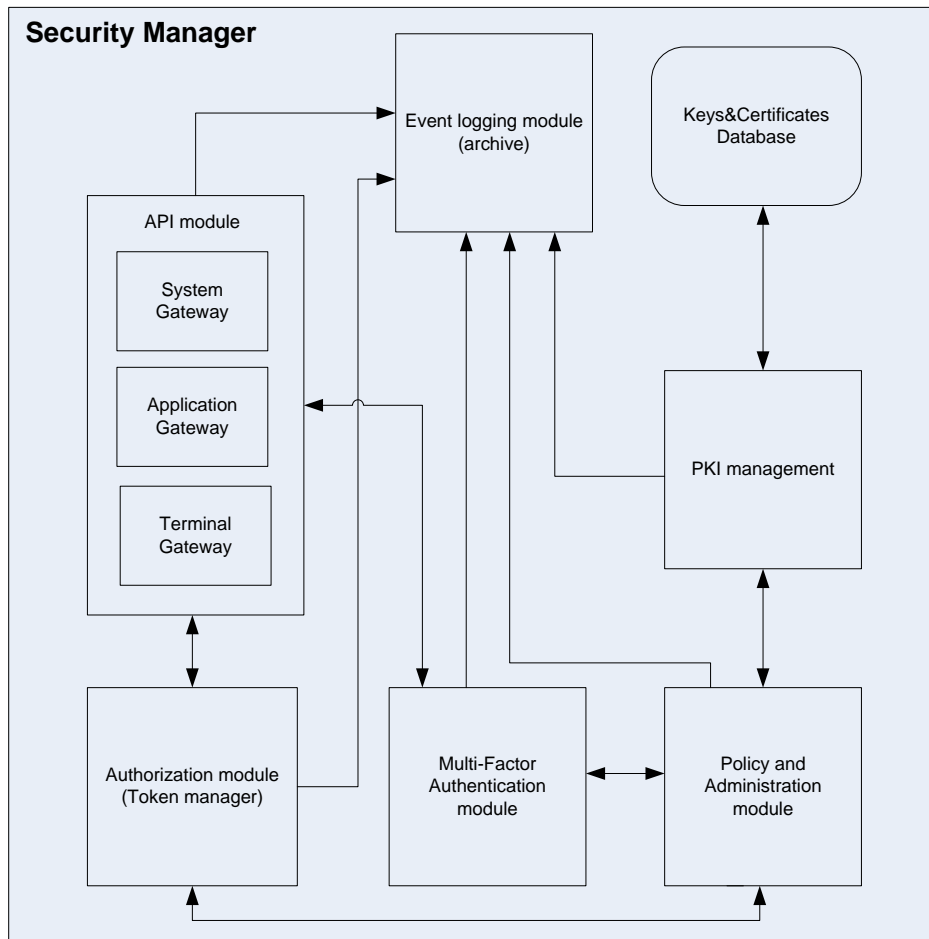 Security Manager
Event logging module
(archive)
Keys&Certificates
Database
API module
System
Gateway
Application
Gateway
Terminal
Gateway
PKI management
Authorization module
(Token manager)
Multi-Factor
Authentication
module
Policy and
Administration
module